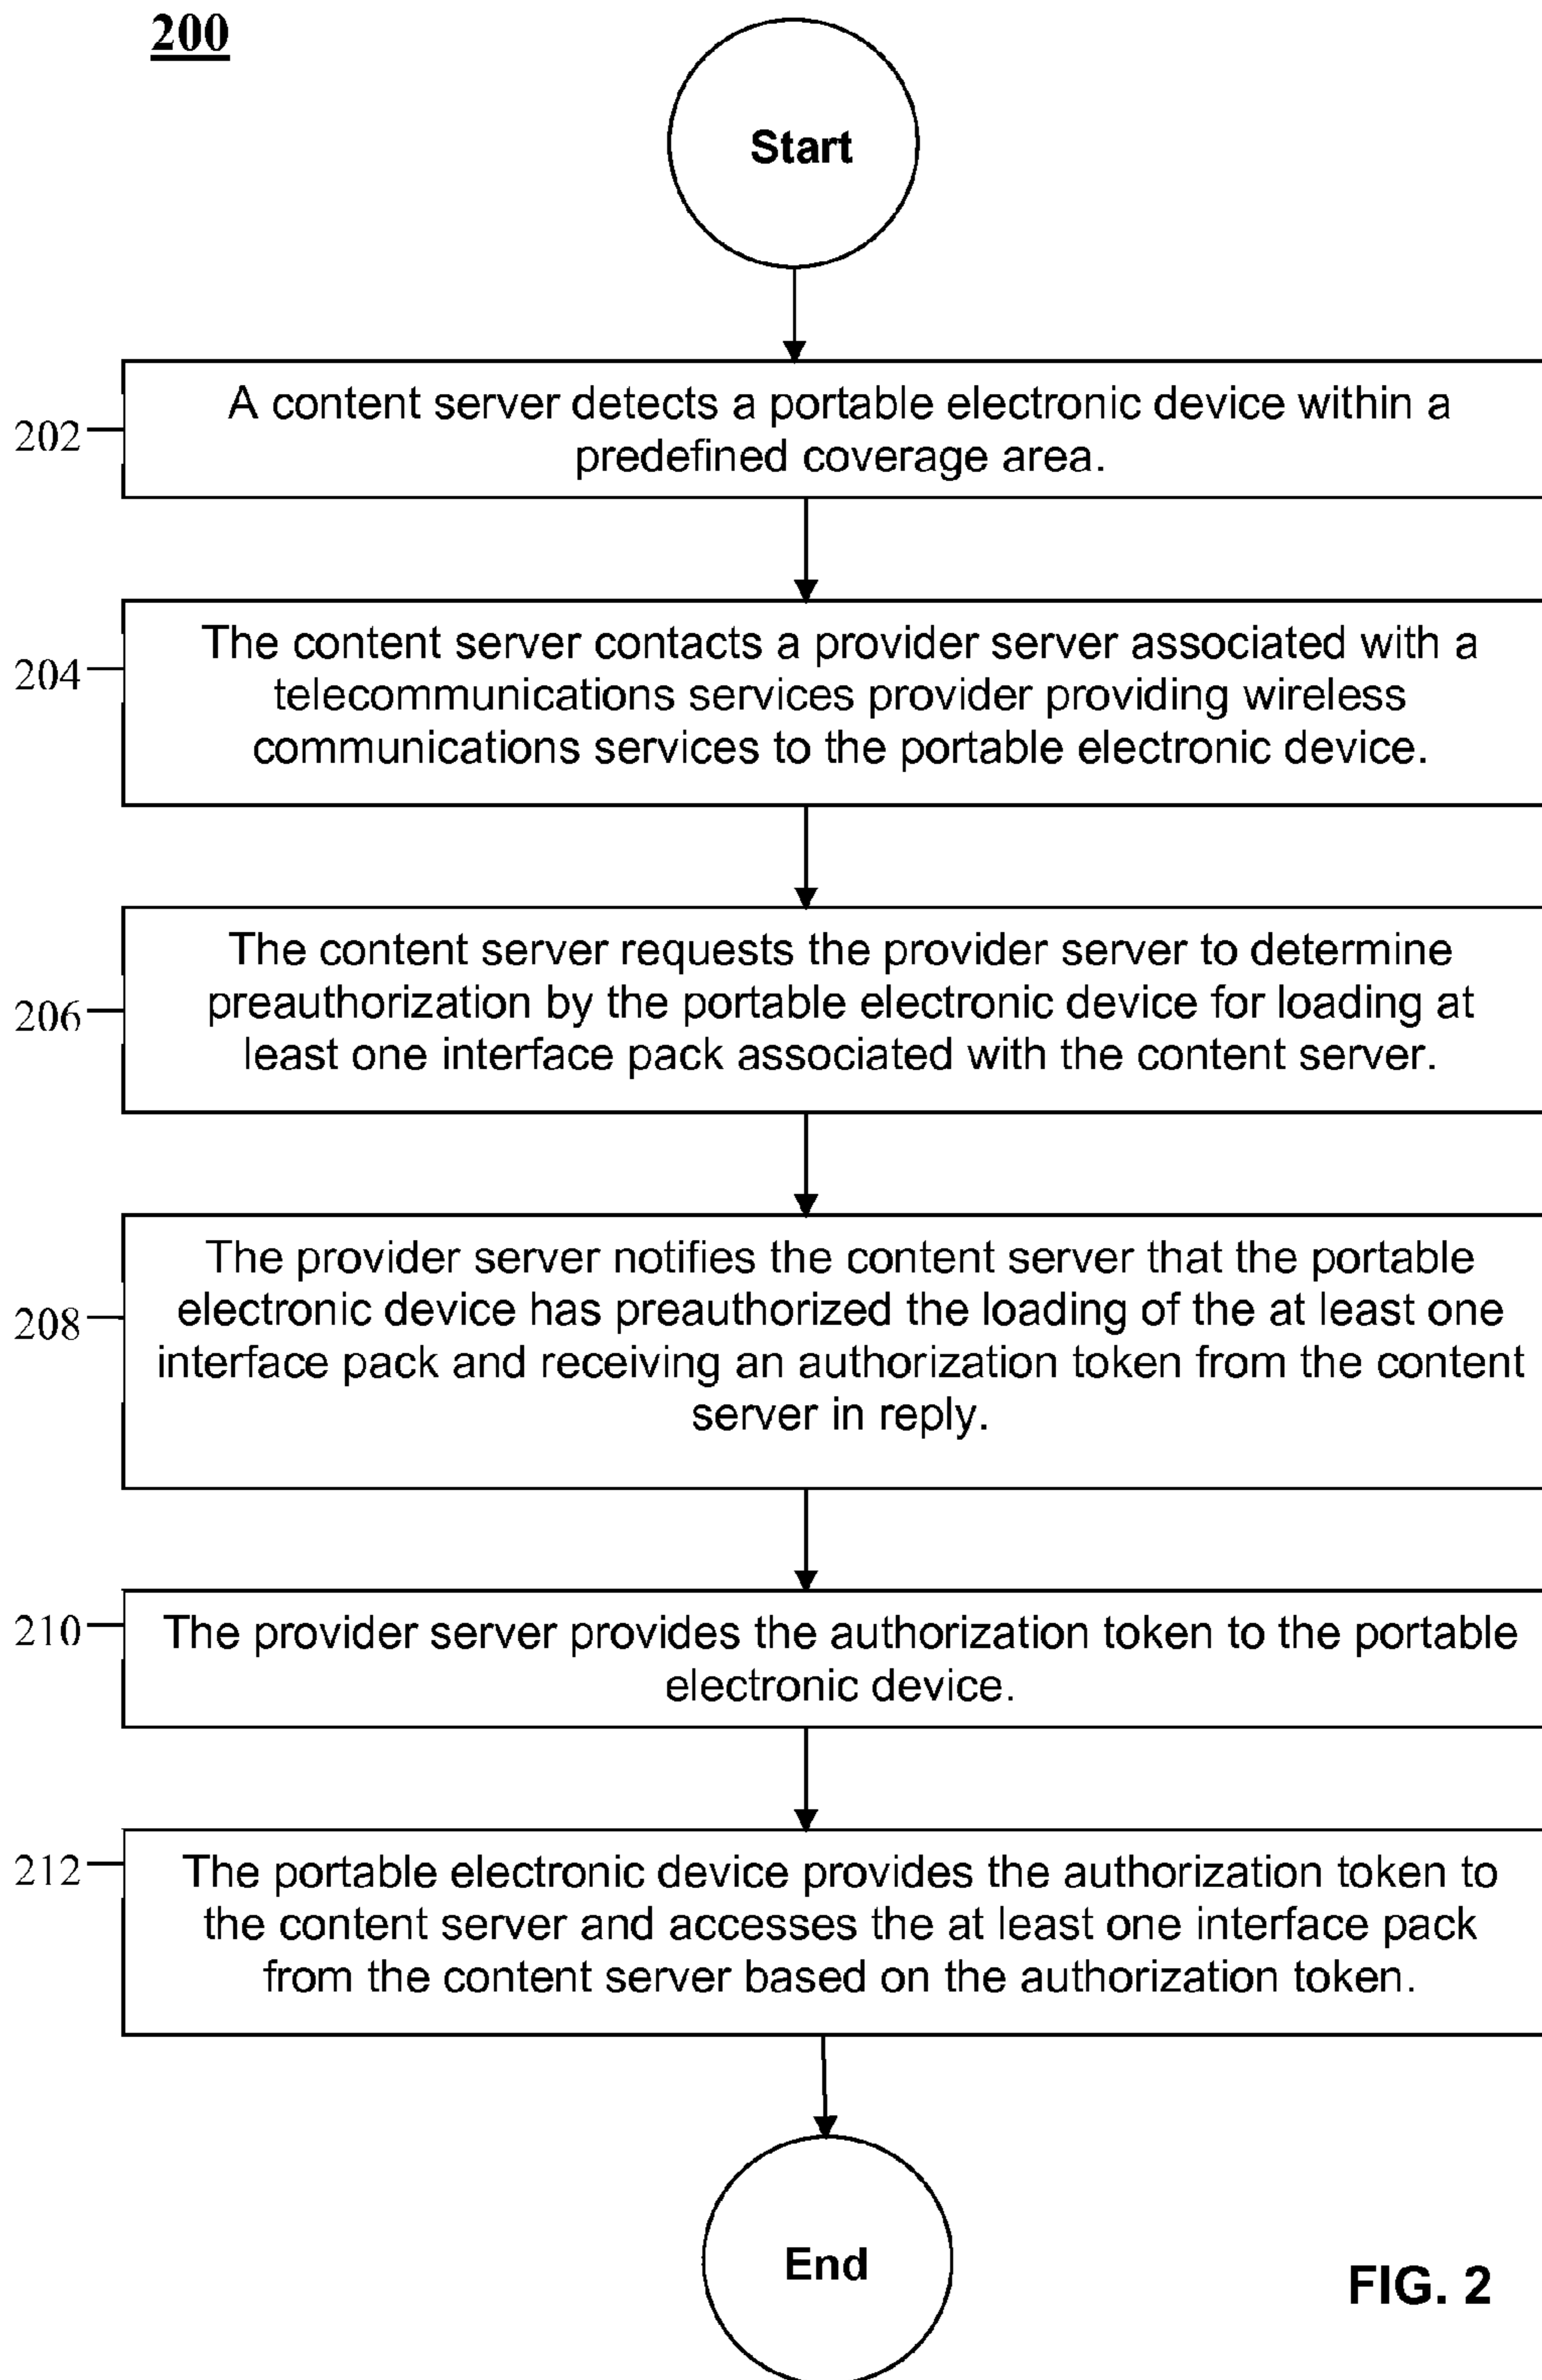 200
Start
202
A content server detects a portable electronic device within a
predefined coverage area.
204
The content server contacts a provider server associated with a
telecommunications services provider providing wireless
communications services to the portable electronic device.
206
The content server requests the provider server to determine
preauthorization by the portable electronic device for loading at
least one interface pack associated with the content server.
208
The provider server notifies the content server that the portable
electronic device has preauthorized the loading of the at least one
interface pack and receiving an authorization token from the content
server in reply.
210
The provider server provides the authorization token to the portable
electronic device.
212
The portable electronic device provides the authorization token to
the content server and accesses the at least one interface pack
from the content server based on the authorization token.
End
FIG. 2